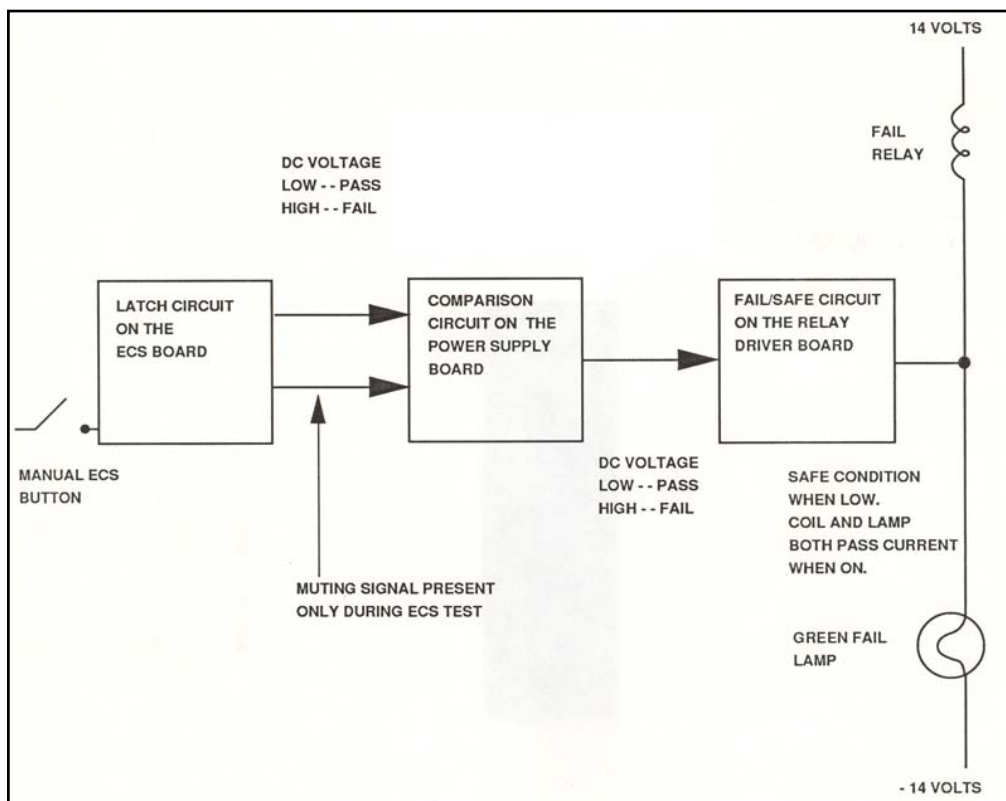 14 VOLTS
FAIL
RELAY
DC VOLTAGE
LOW - - PASS
HIGH - - FAIL
LATCH CIRCUIT
ON THE
ECS BOARD
COMPARISON
CIRCUIT ON THE
POWER SUPPLY
BOARD
FAIL/SAFE CIRCUIT
ON THE RELAY
DRIVER BOARD
MANUAL ECS
BUTTON
DC VOLTAGE
LOW - - PASS
HIGH - - FAIL
SAFE CONDITION
WHEN LOW.
COIL AND LAMP
BOTH PASS CURRENT
WHEN ON.
MUTING SIGNAL PRESENT
ONLY DURING ECS TEST
GREEN FAIL
LAMP
- 14 VOLTS